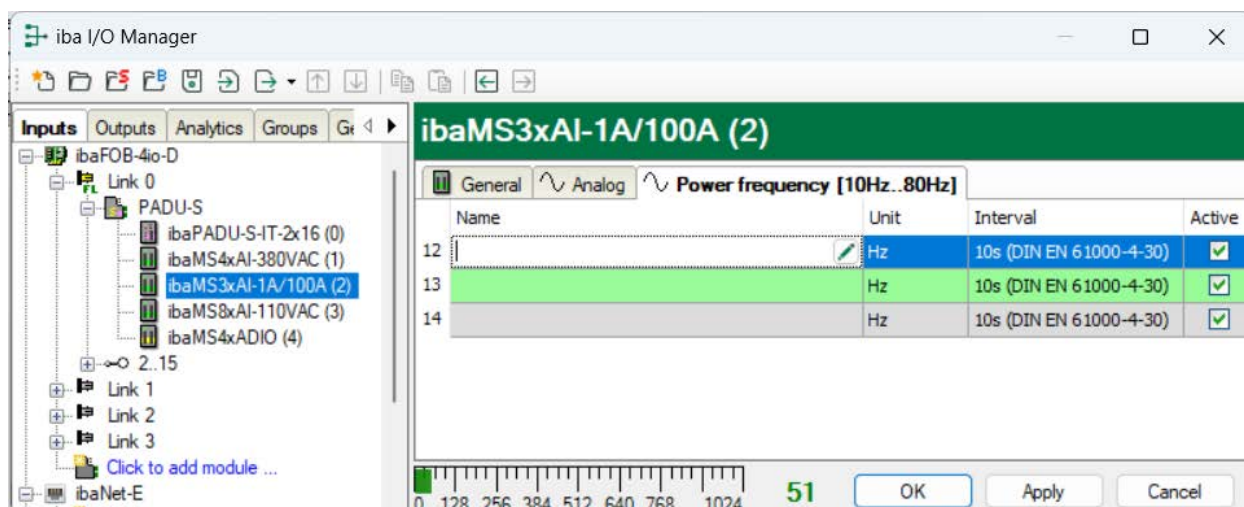 iba I/O Manager
Inputs Outputs Analytics Groups Ge
ibaMS3xAI-1A/100A (2)
ibaFOB-4io-D
General Analog Power frequency [10Hz..80Hz]
Link 0
FL
PADU-S
Name Unit Interval Active
ibaPADU-S-IT-2x16 (0)
12 Hz 10s (DIN EN 61000-4-30)
ibaMS4xAI-380VAC (1)
ibaMS3xAI-1A/100A (2)
13 Hz 10s (DIN EN 61000-4-30)
ibaMS8xAI-110VAC (3)
14 Hz 10s (DIN EN 61000-4-30)
ibaMS4xADIO (4)
2..15
Link 1
Link 2
Link 3
Click to add module ...
ibaNet-E
0 128 256 384 512 640 768 1024
51
OK Apply Cancel